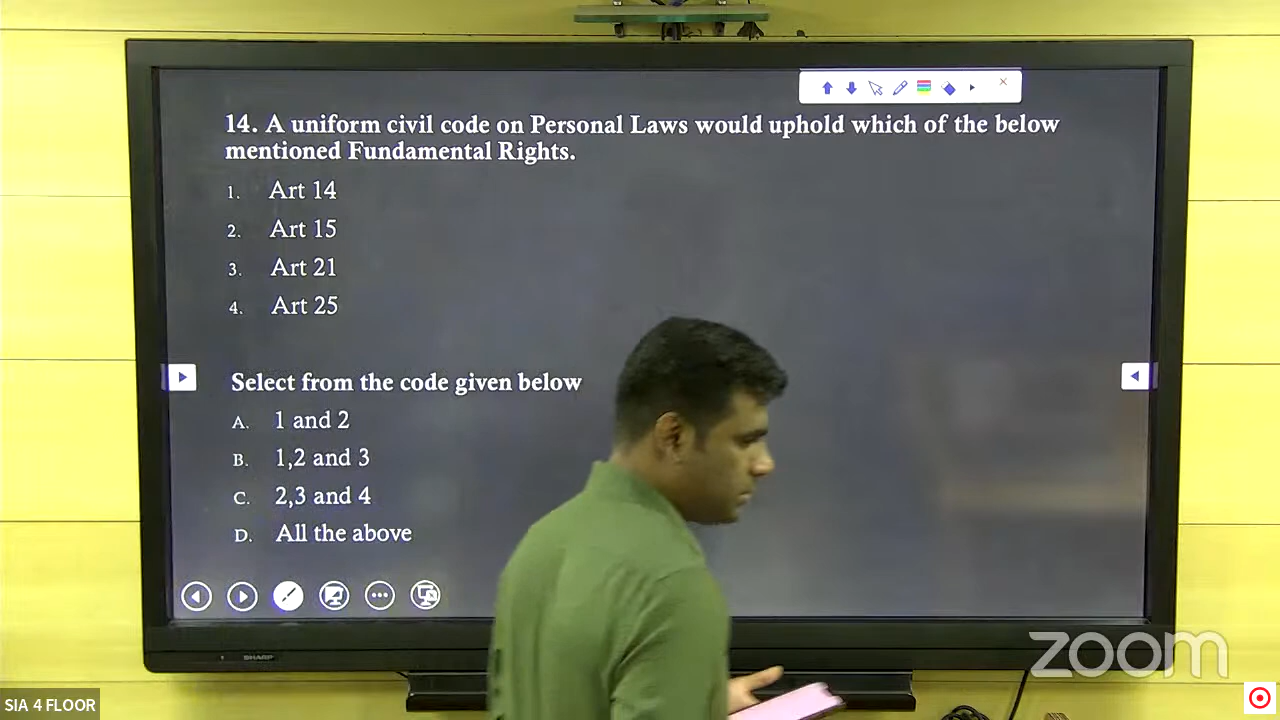 14. A uniform civil code on Personal Laws would uphold which of the below
mentioned Fundamental Rights.
1. Art 14
2. Art 15
3. Art 21
4. Art 25
Select from the code given below
A. 1 and 2
B. 1,2 and 3
C. 2,3 and 4
D. All the above
SHARP
zoom
SIA 4 FLOOR